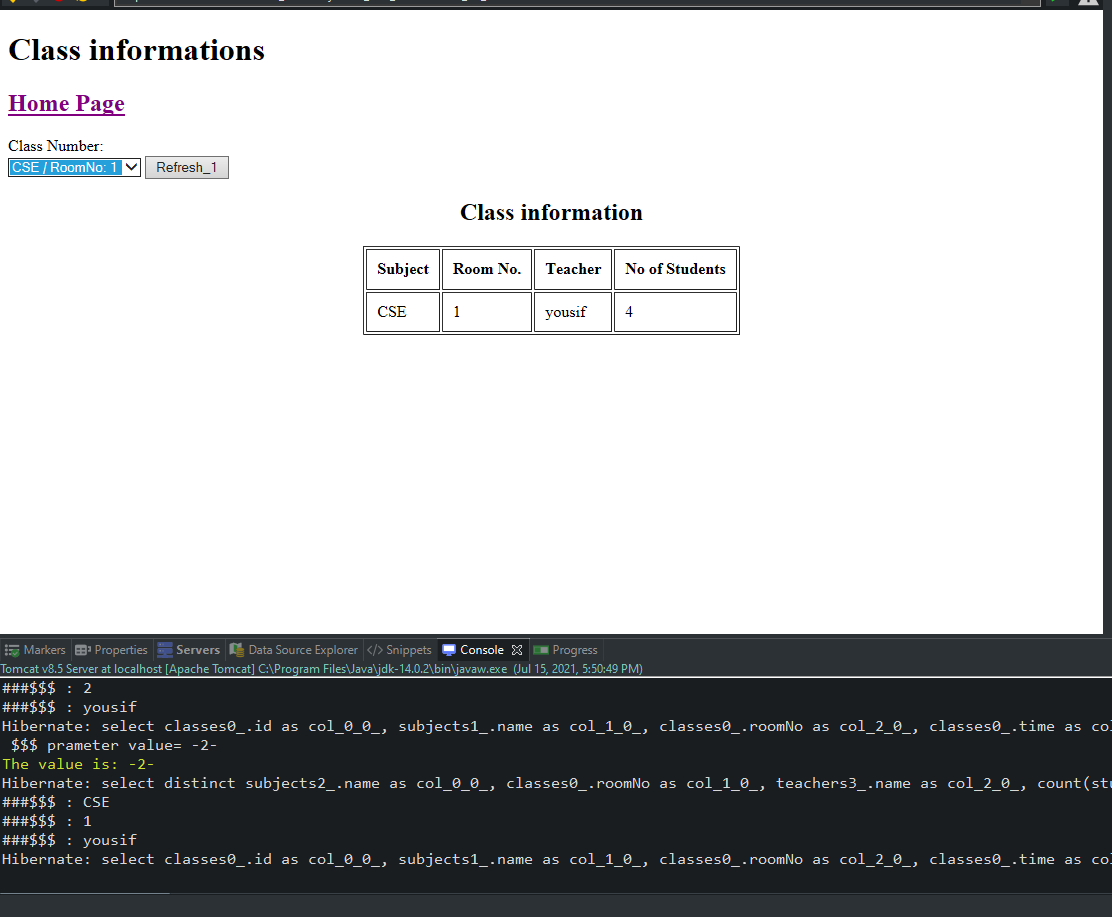 Class informations
Home Page
Class Number:
CSE / RoomNo: 1 Refresh_1
Class information
Subject Room No. Teacher No of Students
CSE 1 yousif 4
Markers Properties Servers Data Source Explorer </> Snippets Console Progress
Tomcat v8.5 Server at localhost [Apache Tomcat] C:\Program Files\Java\jdk-14.0.2\bin\javaw.exe (Jul 15, 2021, 5:50:49 PM)
###$$$ : 2
###$$$ : yousif
Hibernate: select classes0_.id as col_0_0_, subjects1_.name as col_1_0_, classes0_.roomNo as col_2_0_, classes0_.time as co
$$$ prameter value= -2-
The value is: -2-
Hibernate: select distinct subjects2_.name as col_0_0_, classes0_.roomNo as col_1_0_, teachers3_.name as col_2_0_, count(stu
###$$$ : CSE
###$$$ : 1
###$$$ : yousif
Hibernate: select classes0_.id as col_0_0_, subjects1_.name as col_1_0_, classes0_.roomNo as col_2_0_, classes0_.time as co